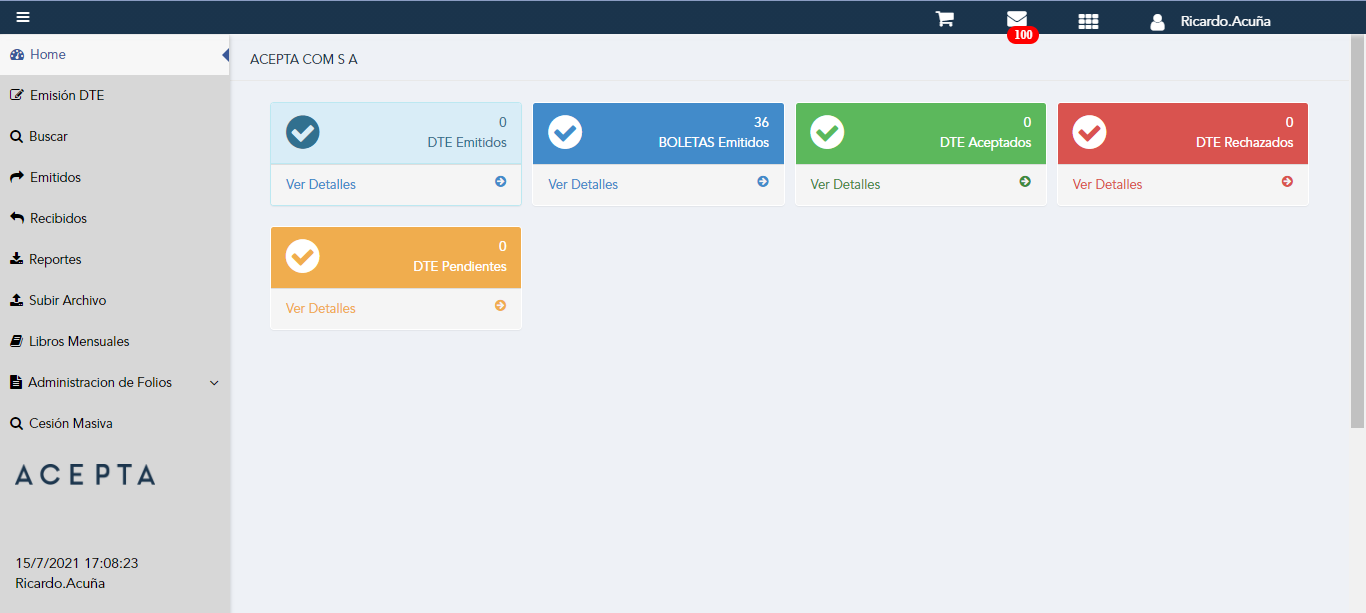 Ricardo.Acuña
100
Home
Emisión DTE
Buscar
Emitidos
Recibidos
Reportes
Subir Archivo
Libros Mensuales
Administracion de Folios
Cesión Masiva
ACEPTA
15/7/2021 17:08:23
Ricardo.Acuña
ACEPTA COM S A
0
DTE Emitidos
Ver Detalles
36
BOLETAS Emitidos
Ver Detalles
0
DTE Aceptados
Ver Detalles
0
DTE Rechazados
Ver Detalles
0
DTE Pendientes
Ver Detalles